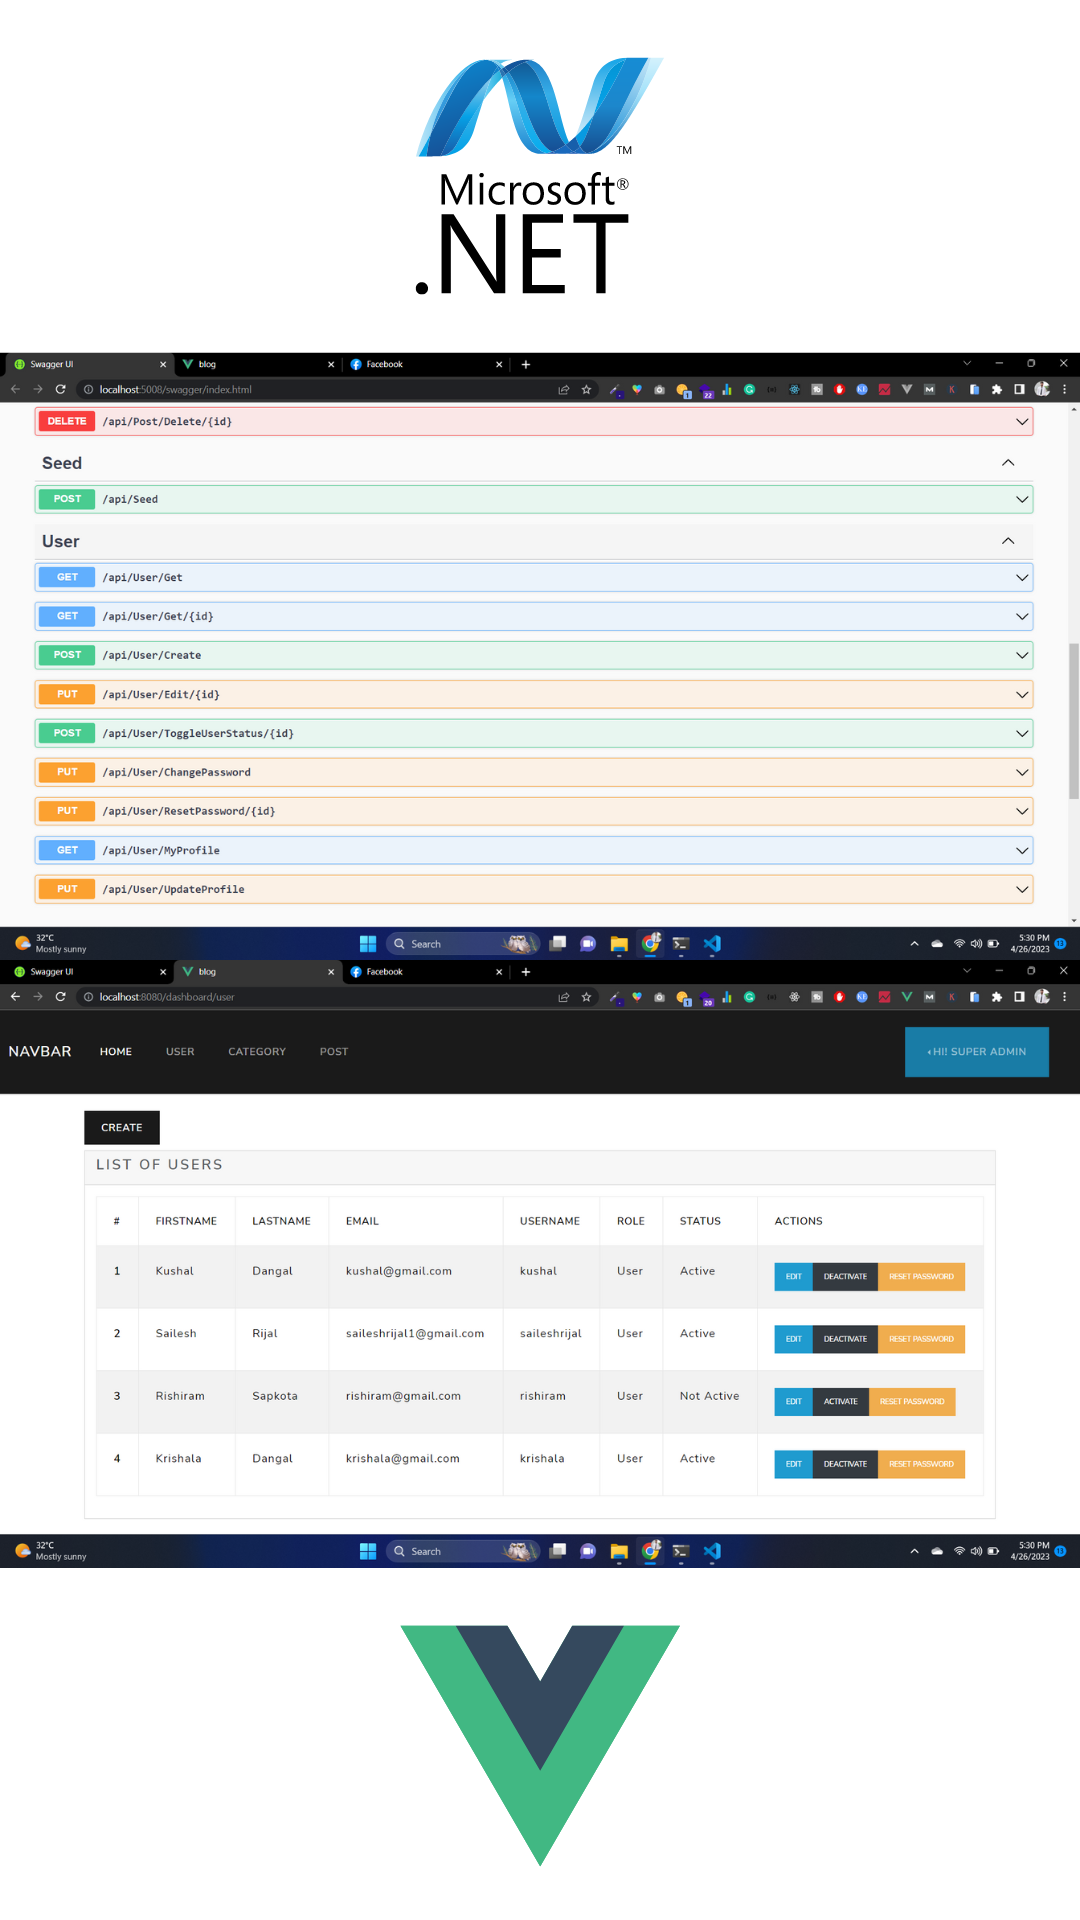 TM
Microsoft®
.NET
Swagger UI blog Facebook
localhost:5008/swagger/index.html
DELETE /api/Post/Delete/{id}
Seed
POST /api/Seed
User
GET /api/User/Get
GET /api/User/Get/{id}
POST /api/User/Create
PUT /api/User/Edit/{id}
POST /api/User/ToggleUserStatus/{id}
PUT /api/User/ChangePassword
PUT /api/User/ResetPassword/{id}
GET /api/User/MyProfile
PUT /api/User/UpdateProfile
32°C
Mostly sunny
Search
5:30 PM
4/26/2023
Swagger UI blog Facebook
localhost:8080/dashboard/user
NAVBAR HOME USER CATEGORY POST HI! SUPER ADMIN
CREATE
LIST OF USERS
# FIRSTNAME LASTNAME EMAIL USERNAME ROLE STATUS ACTIONS
1 Kushal Dangal kushal@gmail.com kushal User Active EDIT DEACTIVATE RESET PASSWORD
2 Sailesh Rijal saileshrijal1@gmail.com saileshrijal User Active EDIT DEACTIVATE RESET PASSWORD
3 Rishiram Sapkota rishiram@gmail.com rishiram User Not Active EDIT ACTIVATE RESET PASSWORD
4 Krishala Dangal krishala@gmail.com krishala User Active EDIT DEACTIVATE RESET PASSWORD
32°C
Mostly sunny
Search
5:30 PM
4/26/2023